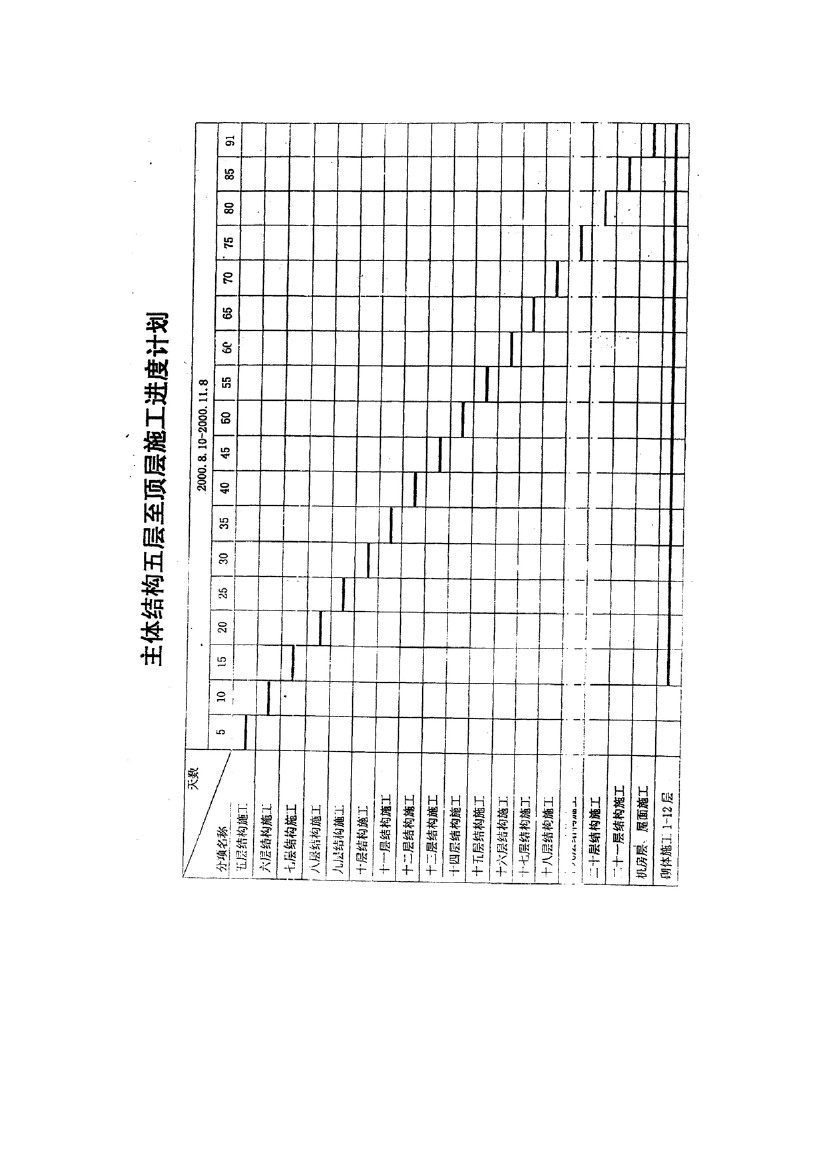 主体结构五层至顶层施工进度计划
天数
2000.8.10-2000.11.8
分项名称
5 10 15 20 25 30 35 40 45 50 55 60 65 70 75 80 85 91
五层结构施工
六层结构施工
七层结构施工
八层结构施工
九层结构施工
十层结构施工
十一层结构施工
十二层结构施工
十三层结构施工
十四层结构施工
十五层结构施工
十六层结构施工
十七层结构施工
十八层结构施工
二十层结构施工
二十一层结构施工
机房层、屋面施工
砌体施工1-12层